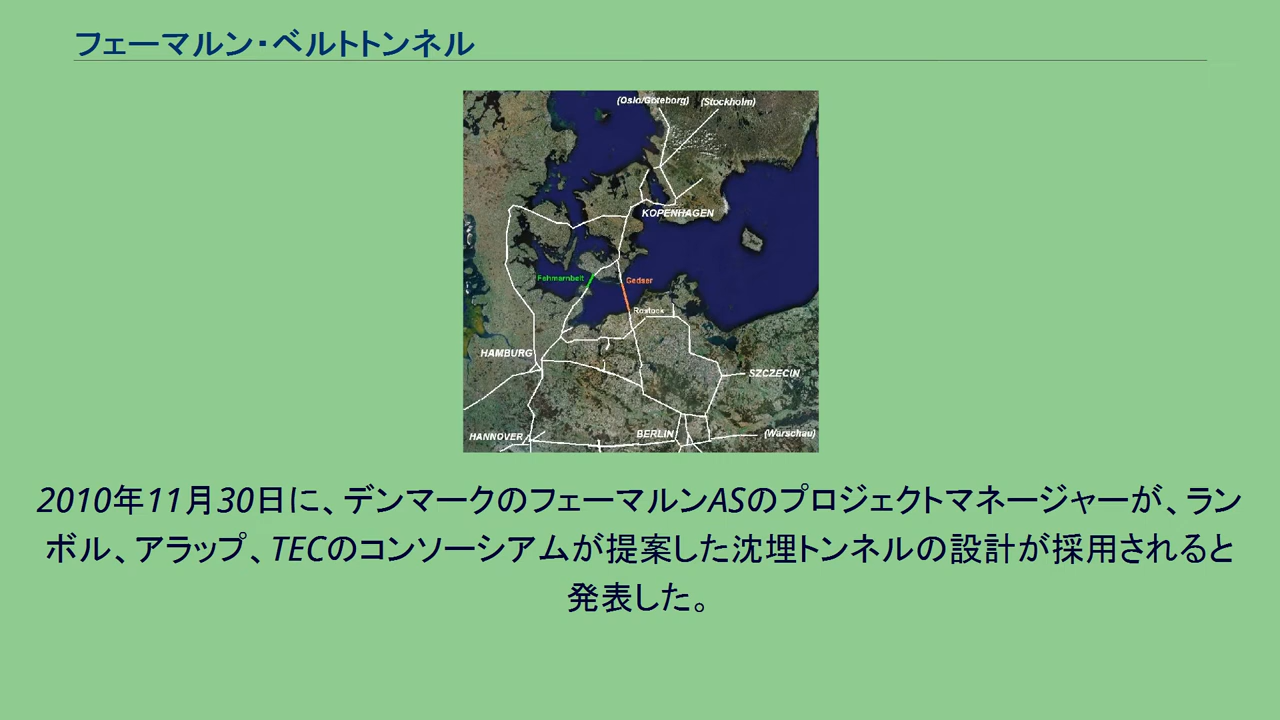 フェーマルン・ベルトトンネル
(Oslo/Göteborg) (Stockholm)
KOPENHAGEN
Fehmarnbelt
Gedser
Rostock
HAMBURG
SZCZECIN
HANNOVER
BERLIN
(Warschau)
2010年11月30日に、デンマークのフェーマルンASのプロジェクトマネージャーが、ラン
ボル、アラップ、TECのコンソーシアムが提案した沈埋トンネルの設計が採用されると
発表した。